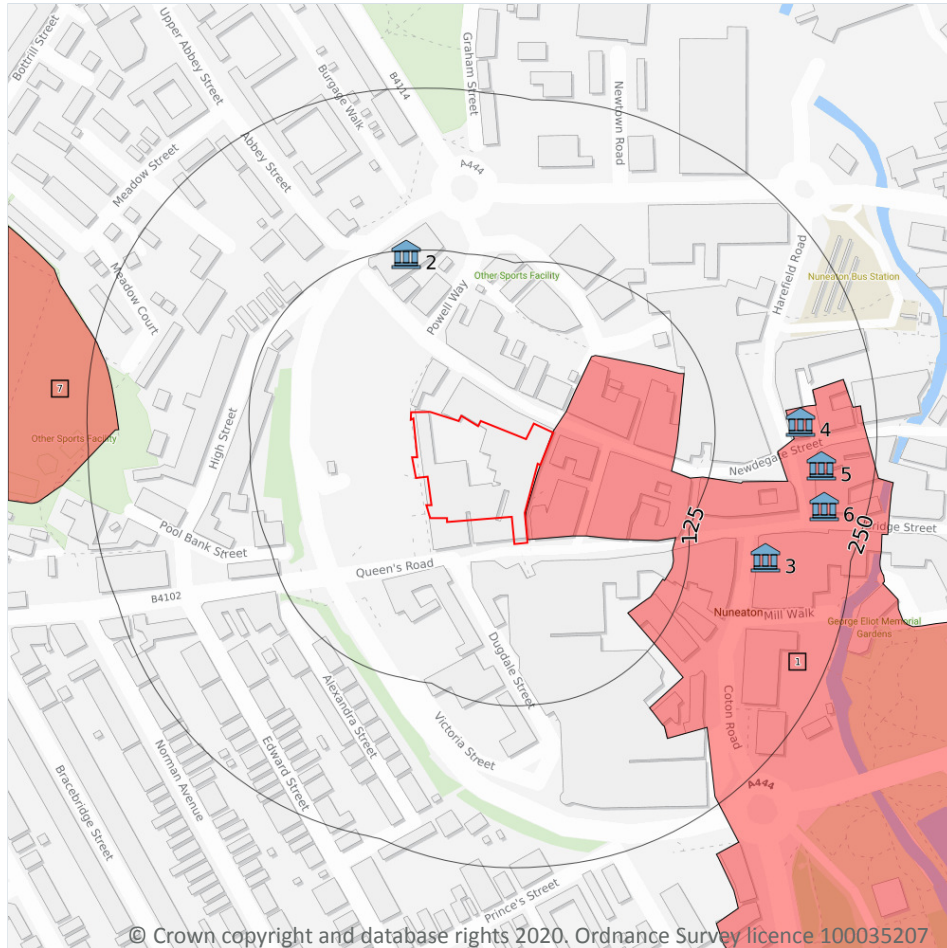 Bottrill Street
Upper Abbey Street
Burgage Walk
B4114
Graham Street
Newtown Road
Meadow Street
Abbey Street
A444
Harefield Road
Nuneaton Bus Station
2
Other Sports Facility
Powell Way
Meadow Court
7
Other Sports Facility
High Street
4
Newdegate Street
5
6
Bridge Street
125
250
3
Pool Bank Street
Queen's Road
B4102
Nuneaton
Mill Walk
George Eliot Memorial
Gardens
1
Dugdale Street
Alexandra Street
Coton Road
Victoria Street
Edward Street
Norman Avenue
Bracebridge Street
A444
Prince's Street
© Crown copyright and database rights 2020. Ordnance Survey licence 100035207